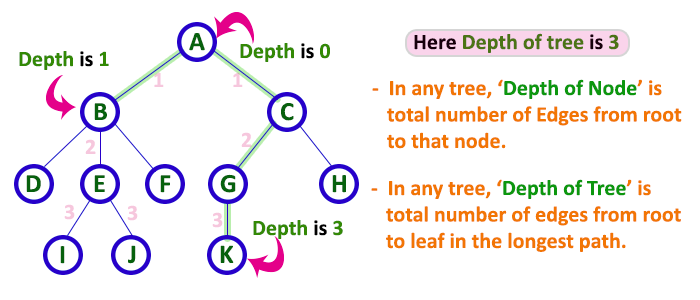 A
Depth is 0
Here Depth of tree is 3
Depth is 1
1
1
- In any tree, ‘Depth of Node’ is
total number of Edges from root
to that node.
B
C
2
2
D
E
F
G
H
- In any tree, ‘Depth of Tree’ is
total number of edges from root
to leaf in the longest path.
3
3
3
Depth is 3
I
J
K